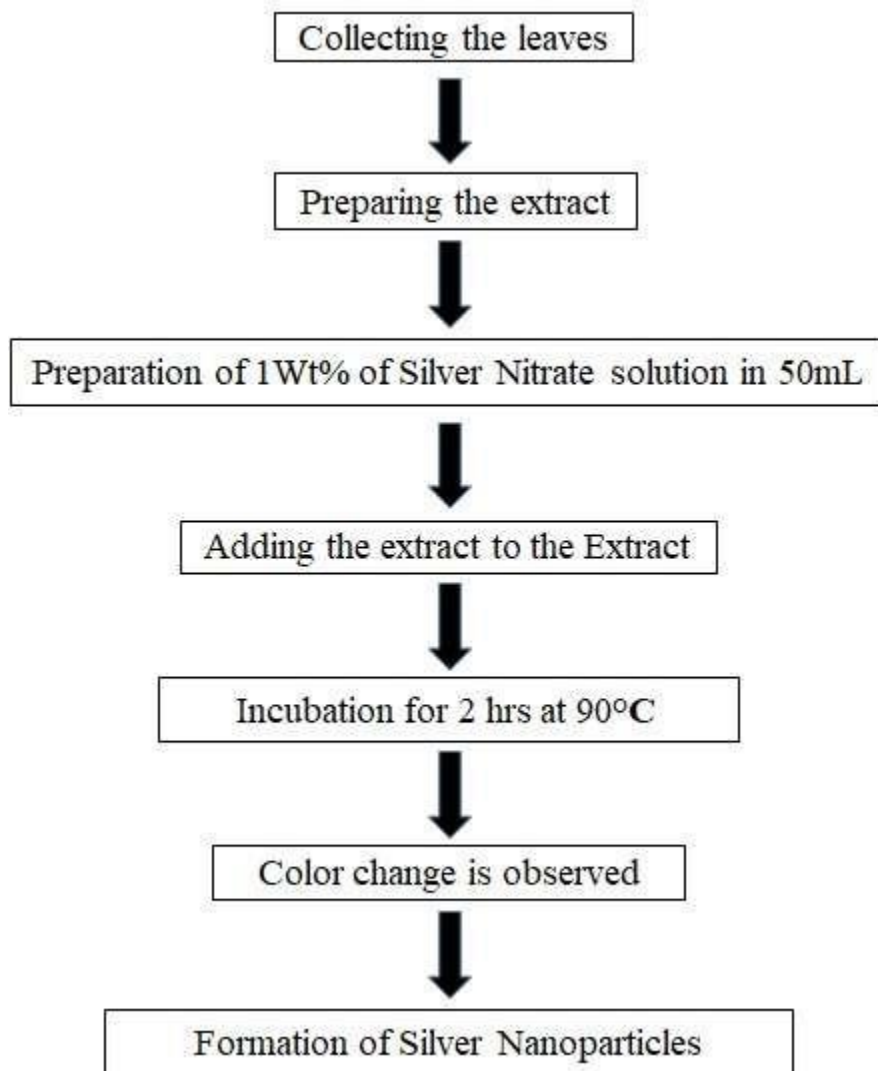 Collecting the leaves
Preparing the extract
Preparation of 1Wt% of Silver Nitrate solution in 50mL
Adding the extract to the Extract
Incubation for 2 hrs at 90°C
Color change is observed
Formation of Silver Nanoparticles